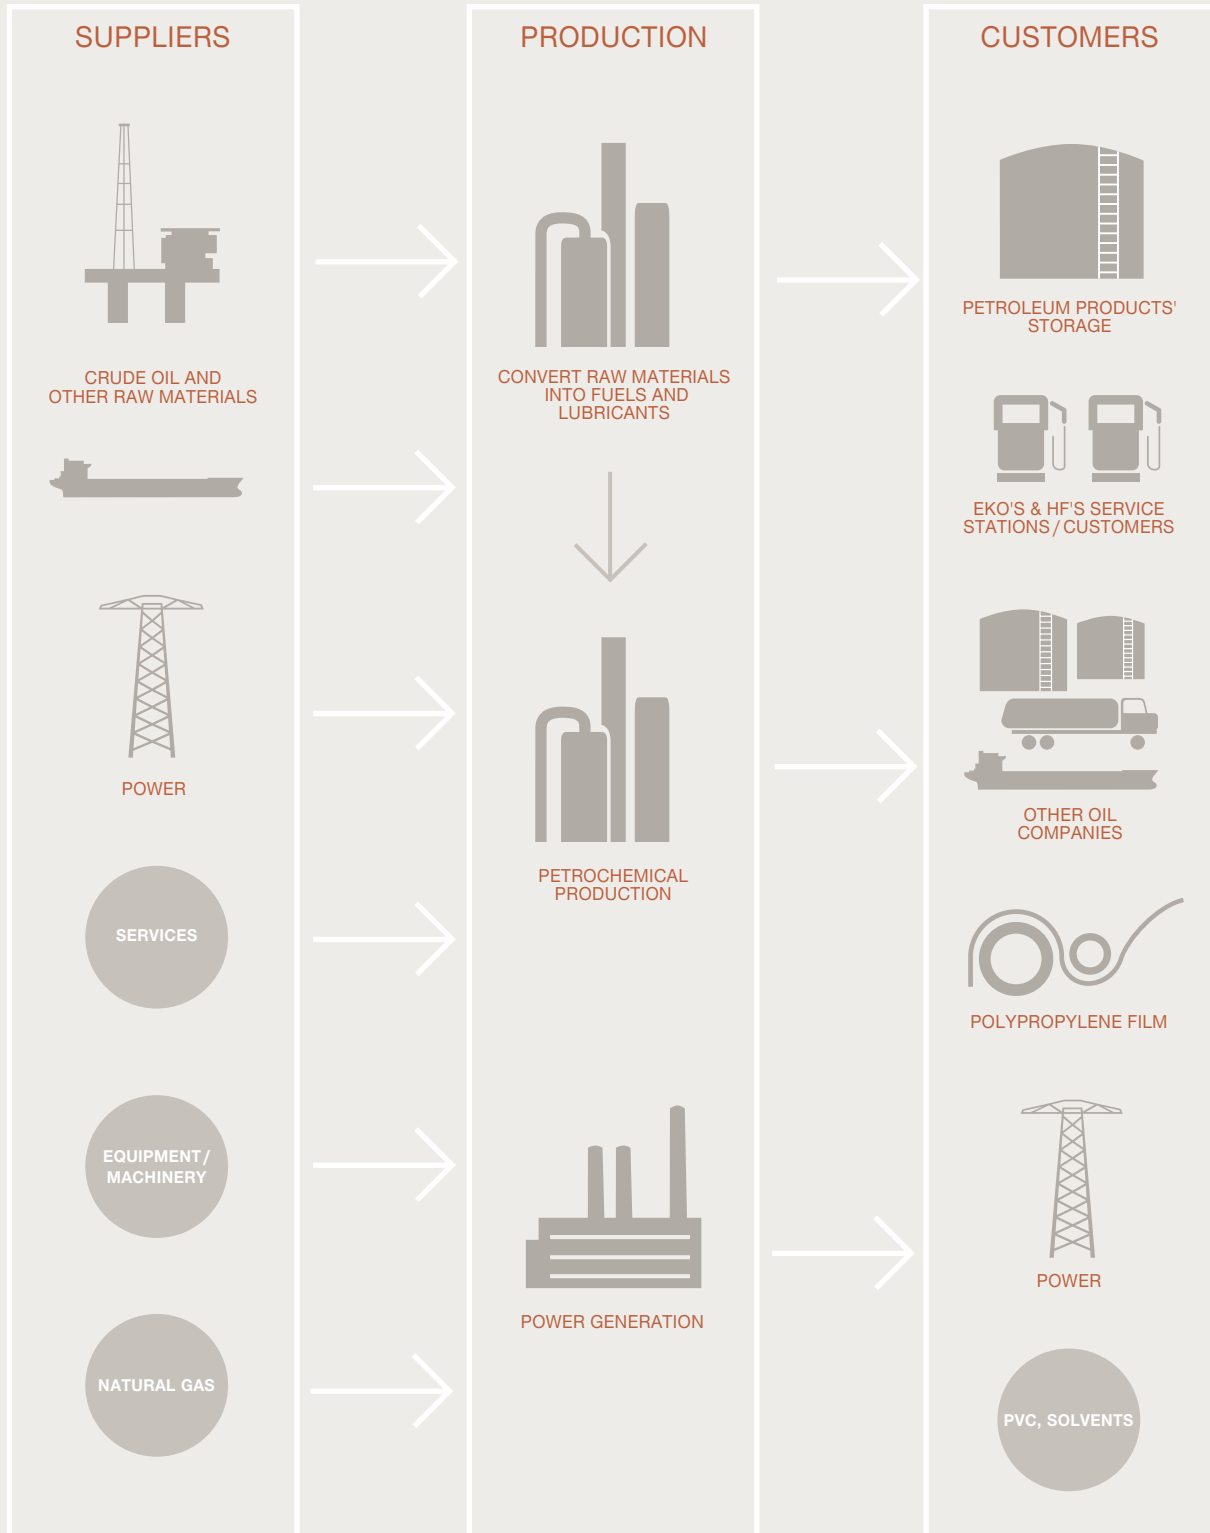 SUPPLIERS
CRUDE OIL AND
OTHER RAW MATERIALS
POWER
SERVICES
EQUIPMENT/
MACHINERY
NATURAL GAS
PRODUCTION
CONVERT RAW MATERIALS
INTO FUELS AND
LUBRICANTS
PETROCHEMICAL
PRODUCTION
POWER GENERATION
CUSTOMERS
PETROLEUM PRODUCTS'
STORAGE
EKO'S & HF'S SERVICE
STATIONS/CUSTOMERS
OTHER OIL
COMPANIES
POLYPROPYLENE FILM
POWER
PVC, SOLVENTS